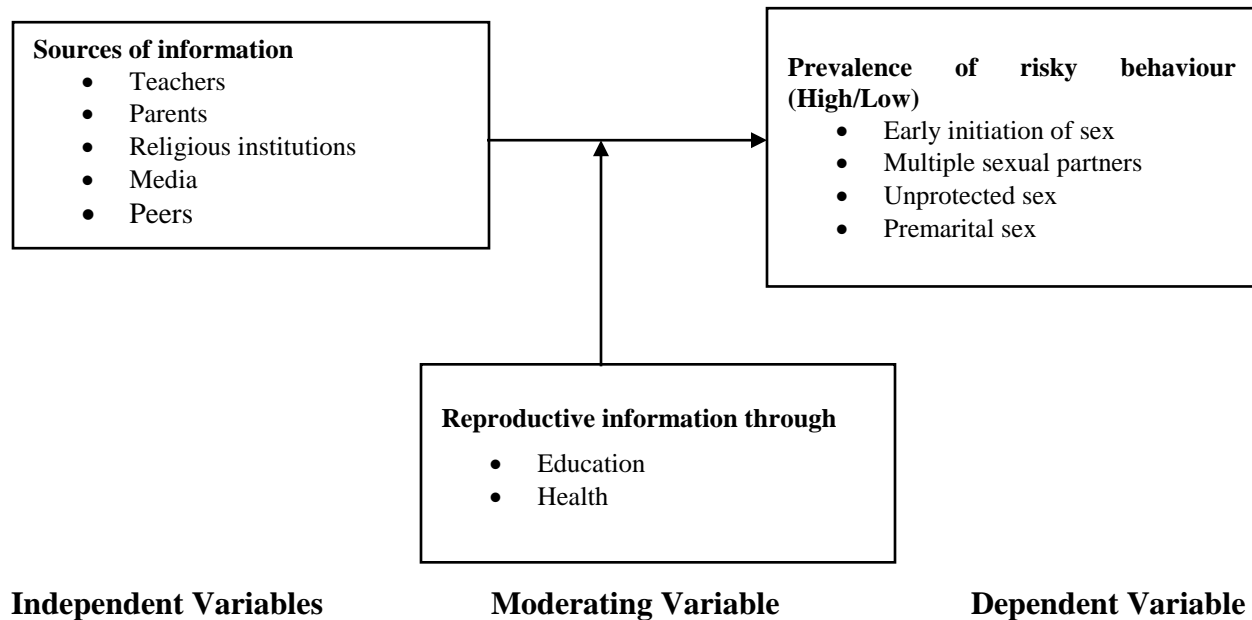 Sources of information
• Teachers
• Parents
• Religious institutions
• Media
• Peers
Prevalence of risky behaviour
(High/Low)
• Early initiation of sex
• Multiple sexual partners
• Unprotected sex
• Premarital sex
Reproductive information through
• Education
• Health
Independent Variables Moderating Variable Dependent Variable